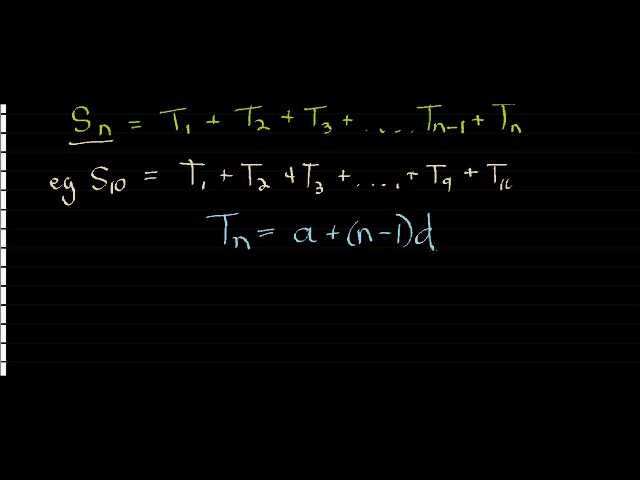 Sn = T1 + T2 + T3 + ..... Tn-1 + Tn
eg S10 = T1 + T2 + T3 + ..... + T9 + T10
Tn = a + (n-1)d